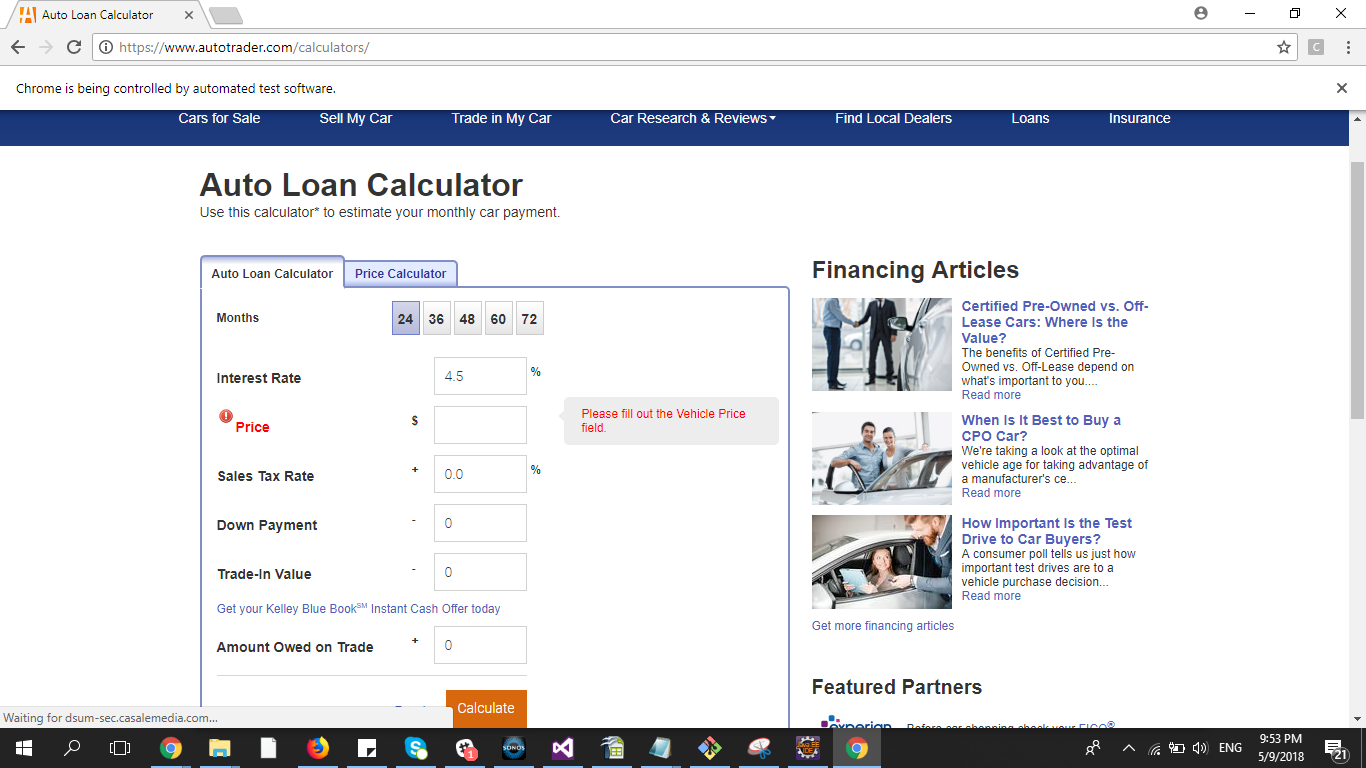 Auto Loan Calculator
https://www.autotrader.com/calculators/
C
Chrome is being controlled by automated test software.
Cars for Sale
Sell My Car
Trade in My Car
Car Research & Reviews
Find Local Dealers
Loans
Insurance
Auto Loan Calculator
Use this calculator* to estimate your monthly car payment.
Auto Loan Calculator
Price Calculator
Months
24
36
48
60
72
Interest Rate
4.5
%
!
Price
$
Please fill out the Vehicle Price
field.
Sales Tax Rate
+
0.0
%
Down Payment
-
0
Trade-In Value
-
0
Get your Kelley Blue Book℠ Instant Cash Offer today
Amount Owed on Trade
+
0
Calculate
Financing Articles
Certified Pre-Owned vs. Off-
Lease Cars: Where Is the
Value?
The benefits of Certified Pre-
Owned vs. Off-Lease depend on
what's important to you....
Read more
When Is It Best to Buy a
CPO Car?
We're taking a look at the optimal
vehicle age for taking advantage of
a manufacturer's ce...
Read more
How Important Is the Test
Drive to Car Buyers?
A consumer poll tells us just how
important test drives are to a
vehicle purchase decision...
Read more
Get more financing articles
Featured Partners
experian
Before car shopping check your FICO®
Waiting for dsum-sec.casalemedia.com...
1
SONOS
ENG
9:53 PM
5/9/2018
21